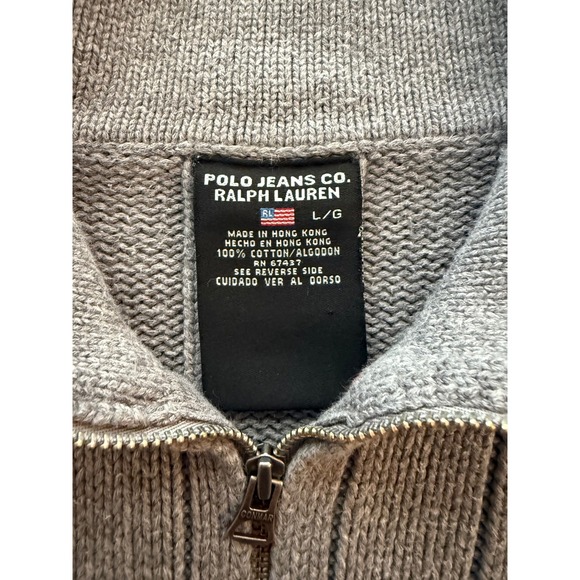 POLO JEANS CO.
RALPH LAUREN
RL L/G
MADE IN HONG KONG
HECHO EN HONG KONG
100% COTTON/ALGODON
RN 67437
SEE REVERSE SIDE
CUIDADO VER AL DORSO
CONMAR